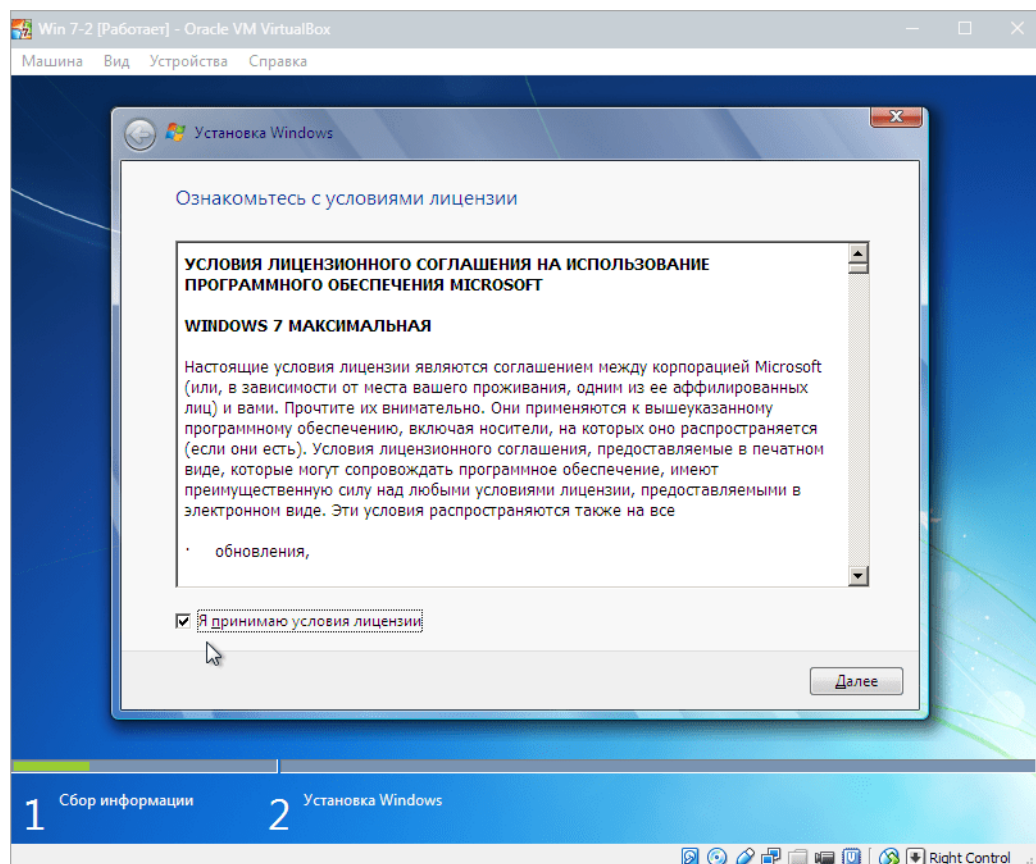 Win 7-2 [Работает] - Oracle VM VirtualBox
Машина Вид Устройства Справка
Установка Windows
Ознакомьтесь с условиями лицензии
УСЛОВИЯ ЛИЦЕНЗИОННОГО СОГЛАШЕНИЯ НА ИСПОЛЬЗОВАНИЕ
ПРОГРАММНОГО ОБЕСПЕЧЕНИЯ MICROSOFT
WINDOWS 7 МАКСИМАЛЬНАЯ
Настоящие условия лицензии являются соглашением между корпорацией Microsoft
(или, в зависимости от места вашего проживания, одним из ее аффилированных
лиц) и вами. Прочтите их внимательно. Они применяются к вышеуказанному
программному обеспечению, включая носители, на которых оно распространяется
(если они есть). Условия лицензионного соглашения, предоставляемые в печатном
виде, которые могут сопровождать программное обеспечение, имеют
преимущественную силу над любыми условиями лицензии, предоставляемыми в
электронном виде. Эти условия распространяются также на все
· обновления,
Я принимаю условия лицензии
Далее
1 Сбор информации 2 Установка Windows
Right Control